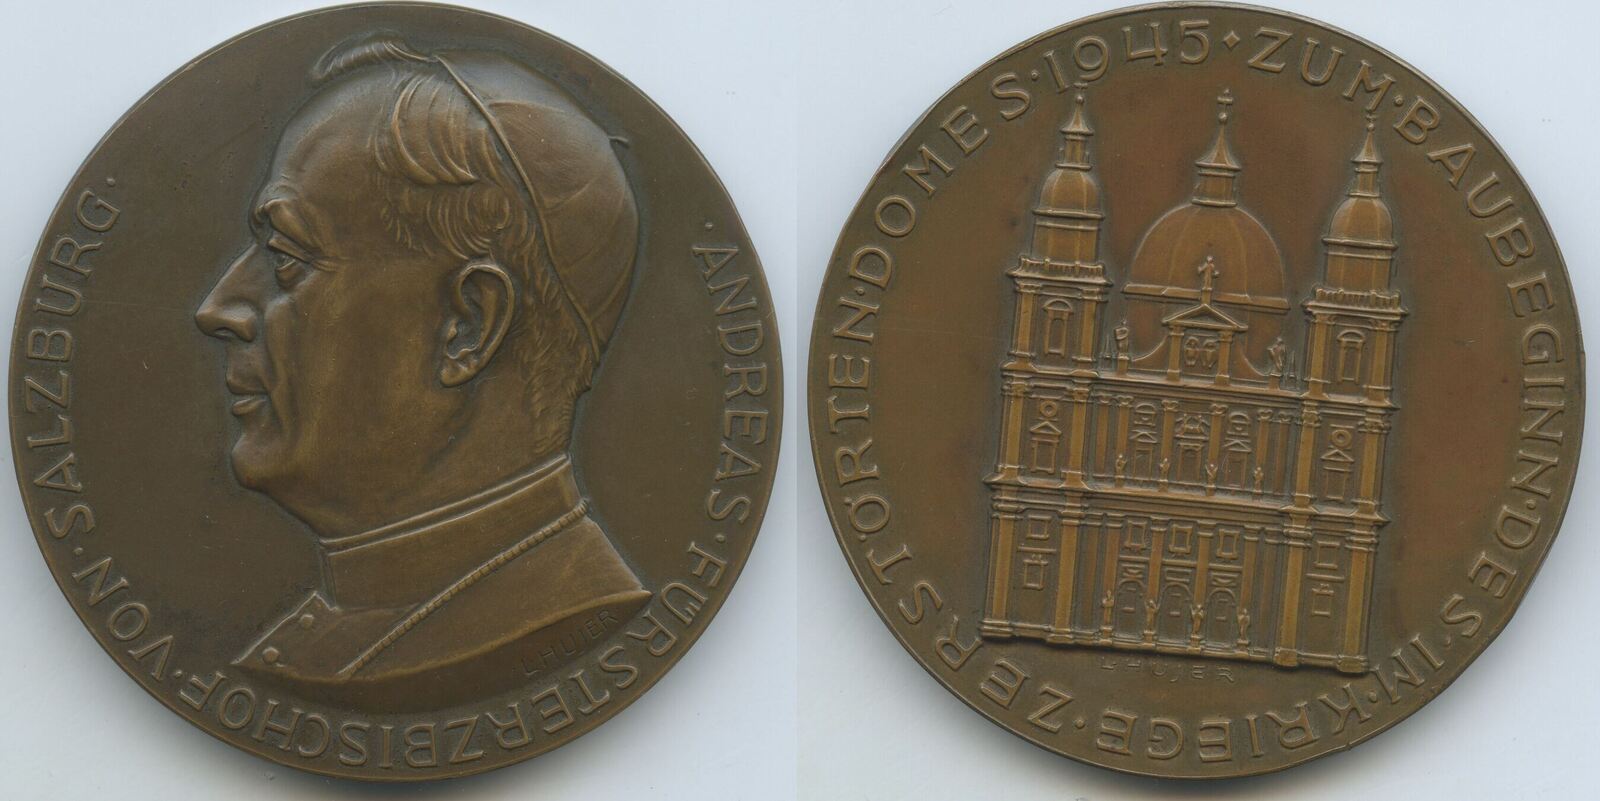 · ANDREAS · FÜRSTERZBISCHOF · VON · SALZBURG ·
L HUJER
ZUM · BAUBEGINN · DES · IM · KRIEGE · ZERSTÖRTEN · DOMES · 1945 ·
L HUJER